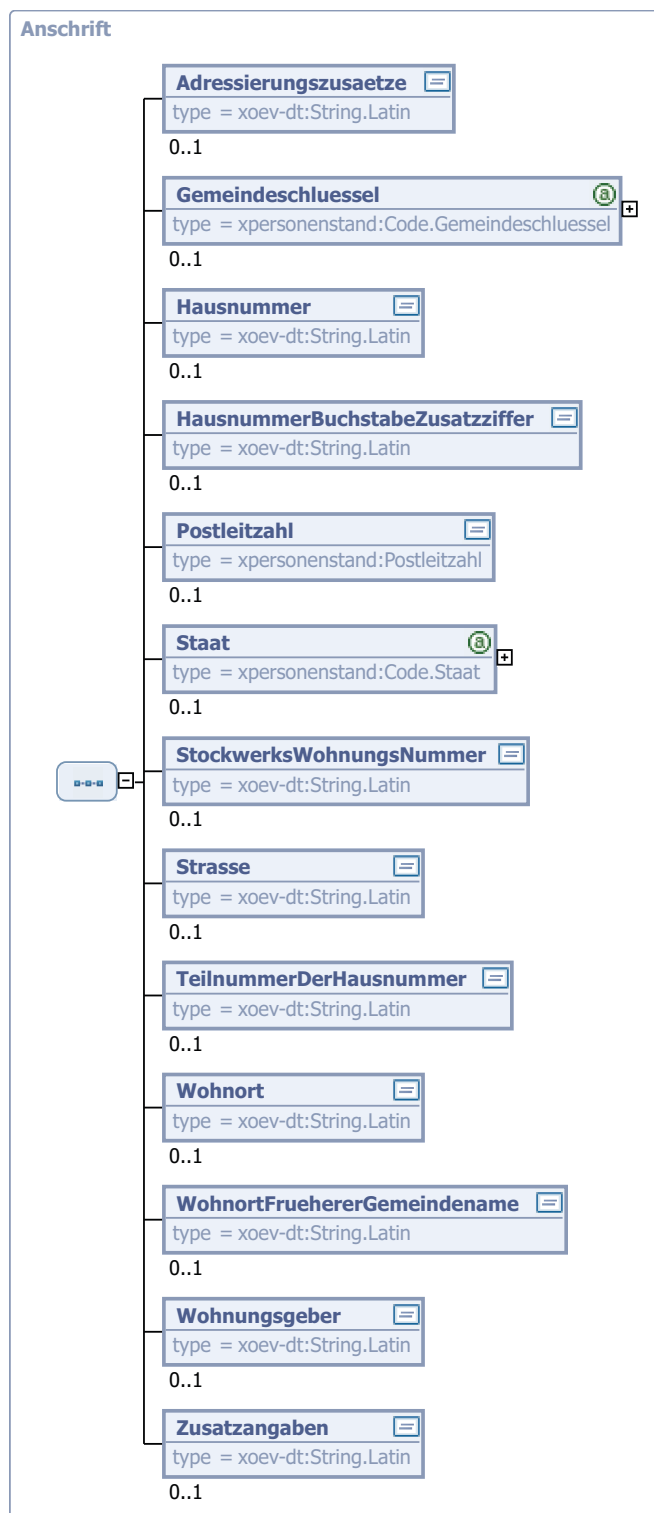 Anschrift
Adressierungszusaetze
type = xoev-dt:String.Latin
0..1
Gemeindeschluessel
type = xpersonenstand:Code.Gemeindeschluessel
0..1
Hausnummer
type = xoev-dt:String.Latin
0..1
HausnummerBuchstabeZusatzziffer
type = xoev-dt:String.Latin
0..1
Postleitzahl
type = xpersonenstand:Postleitzahl
0..1
Staat
type = xpersonenstand:Code.Staat
0..1
StockwerksWohnungsNummer
type = xoev-dt:String.Latin
0..1
Strasse
type = xoev-dt:String.Latin
0..1
TeilnummerDerHausnummer
type = xoev-dt:String.Latin
0..1
Wohnort
type = xoev-dt:String.Latin
0..1
WohnortFruehererGemeindename
type = xoev-dt:String.Latin
0..1
Wohnungsgeber
type = xoev-dt:String.Latin
0..1
Zusatzangaben
type = xoev-dt:String.Latin
0..1